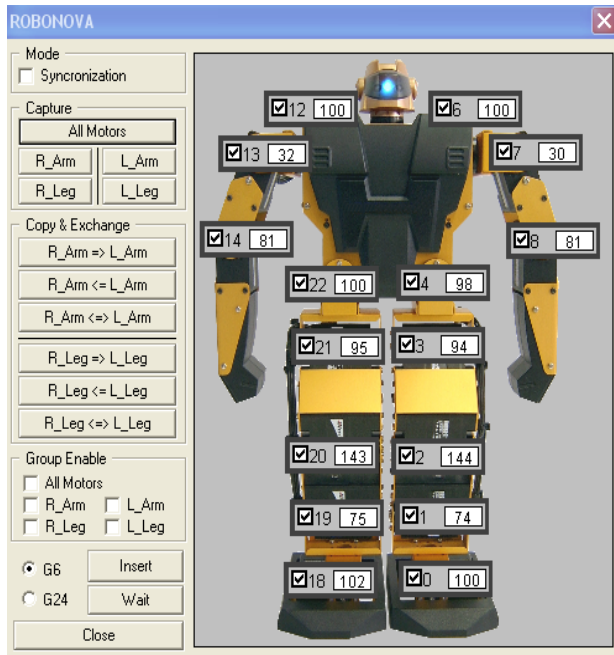 ROBONOVA
Mode
Syncronization
Capture
All Motors
R_Arm L_Arm
R_Leg L_Leg
Copy & Exchange
R_Arm => L_Arm
R_Arm <= L_Arm
R_Arm <=> L_Arm
R_Leg => L_Leg
R_Leg <= L_Leg
R_Leg <=> L_Leg
Group Enable
All Motors
R_Arm L_Arm
R_Leg L_Leg
G6 Insert
G24 Wait
Close
12 100 6 100
13 32 7 30
14 81 8 81
22 100 4 98
21 95 3 94
20 143 2 144
19 75 1 74
18 102 0 100